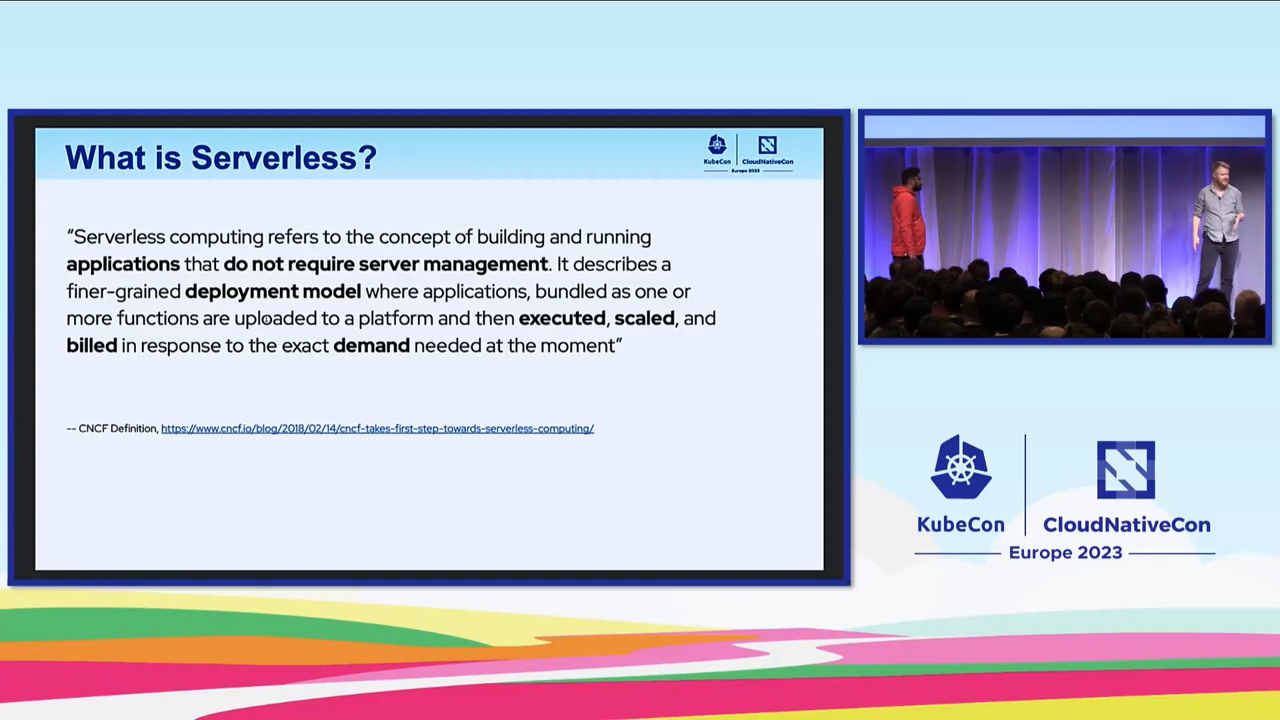 What is Serverless?
KubeCon
CloudNativeCon
Europe 2023
“Serverless computing refers to the concept of building and running
applications that do not require server management. It describes a
finer-grained deployment model where applications, bundled as one or
more functions are uploaded to a platform and then executed, scaled, and
billed in response to the exact demand needed at the moment”
-- CNCF Definition, https://www.cncf.io/blog/2018/02/14/cncf-takes-first-step-towards-serverless-computing/
KubeCon
CloudNativeCon
Europe 2023